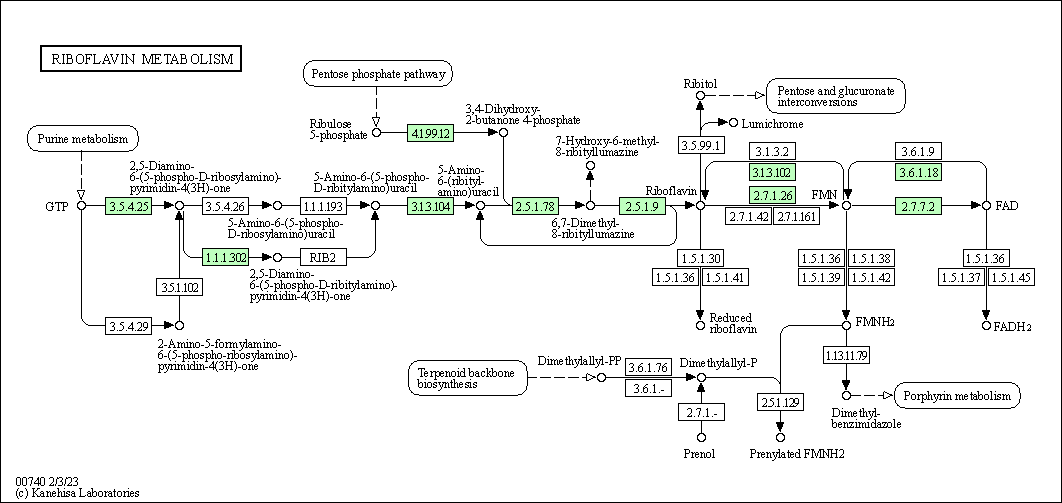 RIBOFLAVIN METABOLISM
Pentose phosphate pathway
Ribulose
5-phosphate
4.1.99.12
3,4-Dihydroxy-
2-butanone 4-phosphate
Ribitol
Pentose and glucuronate
interconversions
Lumichrome
3.5.99.1
7-Hydroxy-6-methyl-
8-ribityllumazine
Purine metabolism
GTP
3.5.4.25
2,5-Diamino-
6-(5-phospho-D-ribosylamino)-
pyrimidin-4(3H)-one
3.5.4.26
5-Amino-6-(5-phospho-
D-ribosylamino)uracil
1.1.1.193
5-Amino-6-(5-phospho-
D-ribitylamino)uracil
3.1.3.104
5-Amino-
6-(ribityl-
amino)uracil
2.5.1.78
6,7-Dimethyl-
8-ribityllumazine
2.5.1.9
Riboflavin
3.1.3.2
3.1.3.102
2.7.1.26
2.7.1.42
2.7.1.161
FMN
3.6.1.9
3.6.1.18
2.7.7.2
FAD
1.1.1.302
2,5-Diamino-
6-(5-phospho-D-ribitylamino)-
pyrimidin-4(3H)-one
RIB2
3.5.1.102
3.5.4.29
2-Amino-5-formylamino-
6-(5-phospho-ribosylamino)-
pyrimidin-4(3H)-one
1.5.1.30
1.5.1.36
1.5.1.41
Reduced
riboflavin
1.5.1.36
1.5.1.38
1.5.1.39
1.5.1.42
FMNH2
1.5.1.36
1.5.1.37
1.5.1.45
FADH2
1.13.11.79
Dimethyl-
benzimidazole
Porphyrin metabolism
Terpenoid backbone
biosynthesis
Dimethylallyl-PP
3.6.1.76
3.6.1.-
Dimethylallyl-P
2.7.1.-
Prenol
2.5.1.129
Prenylated FMNH2
00740 2/3/23
(c) Kanehisa Laboratories